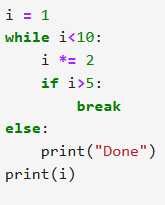 i = 1
while i<10:
    i *= 2
    if i>5:
        break
else:
    print("Done")
print(i)